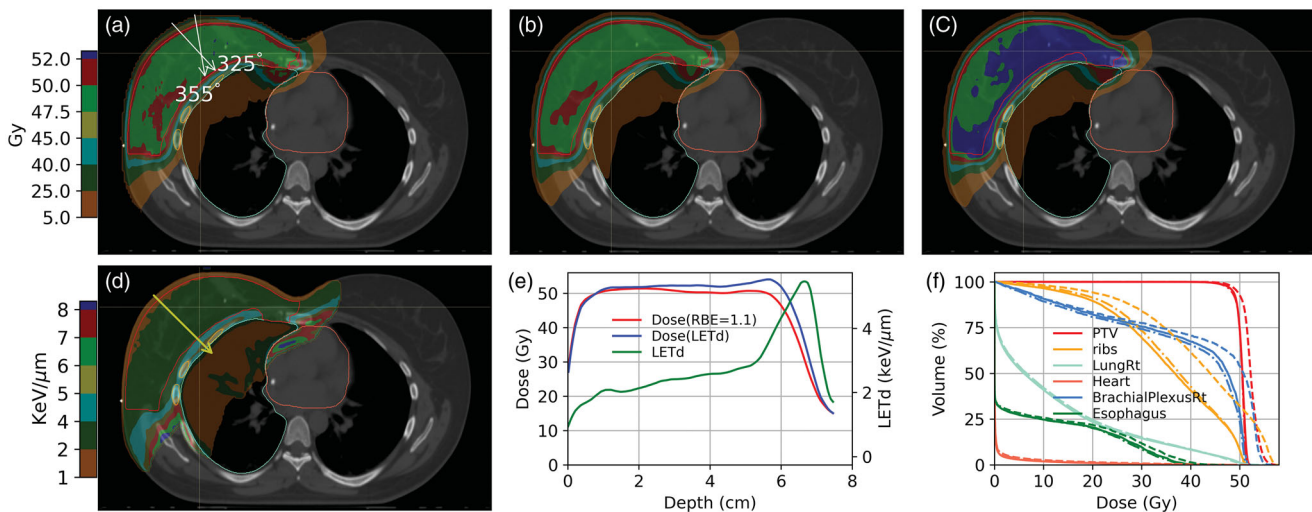 (a)
325°
355°
(b)
(C)
Gy
52.0
50.0
47.5
45.5
40.0
25.0
5.0
(d)
KeV/μm
8
7
6
5
4
2
1
(e)
50
40
30
20
10
0
Dose (Gy)
Dose(RBE=1.1)
Dose(LETd)
LETd
4
2
0
LETd (keV/μm)
0 2 4 6 8
Depth (cm)
(f)
100
75
50
25
0
Volume (%)
PTV
ribs
LungRt
Heart
BrachialPlexusRt
Esophagus
0 10 20 30 40 50
Dose (Gy)